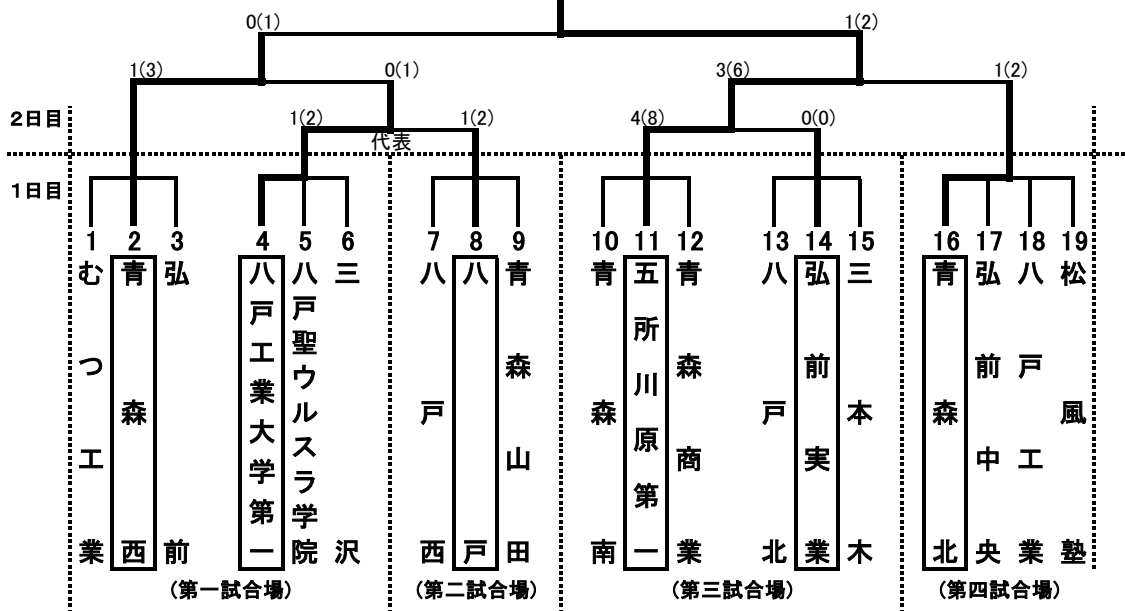 0(1) 1(2)
1(3) 0(1) 3(6) 1(2)
2日目 1(2) 1(2) 4(8) 0(0)
代表
1日目
1 2 3 4 5 6 7 8 9 10 11 12 13 14 15 16 17 18 19
むつ工業
青森西
弘前
八戸工業大学第一
八戸聖ウルスラ学院
三沢
八戸西
八戸
青森山田
青森南
五所川原第一
青森商業
八戸北
弘前実業
三本木
青森北
弘前中央
八戸工業
松風塾
(第一試合場) (第二試合場) (第三試合場) (第四試合場)